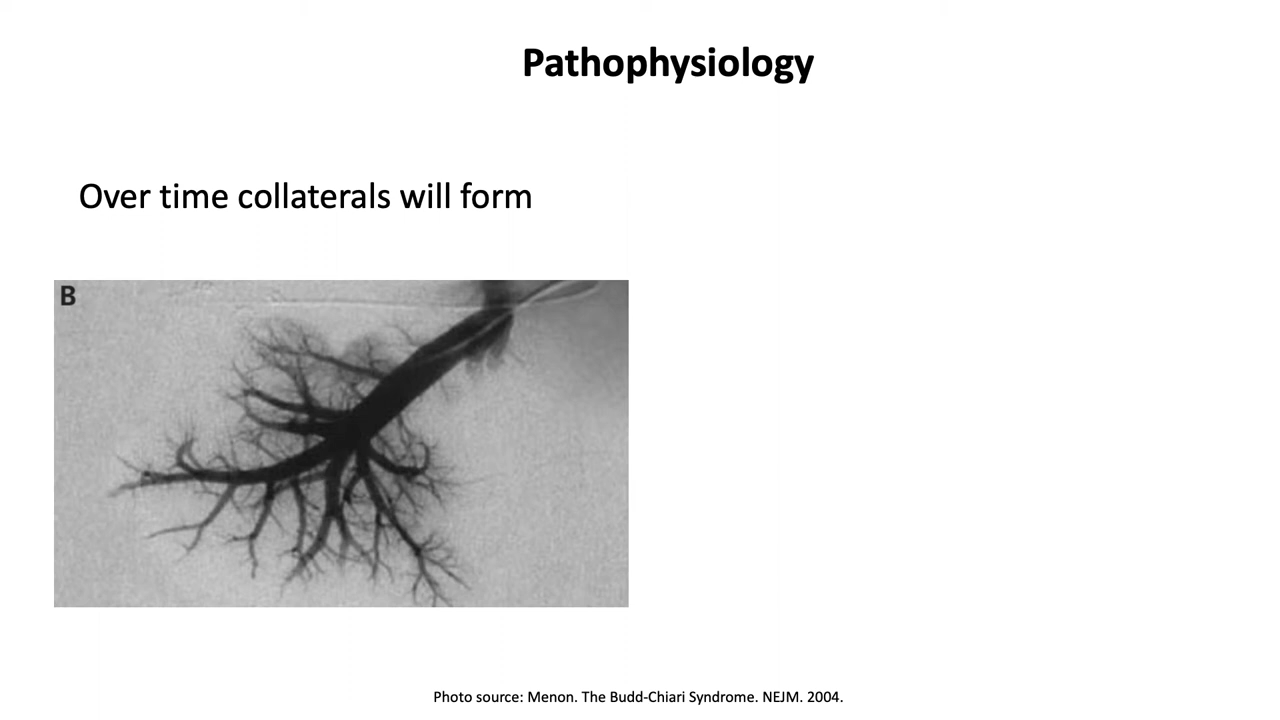 Pathophysiology
Over time collaterals will form
B
Photo source: Menon. The Budd-Chiari Syndrome. NEJM. 2004.